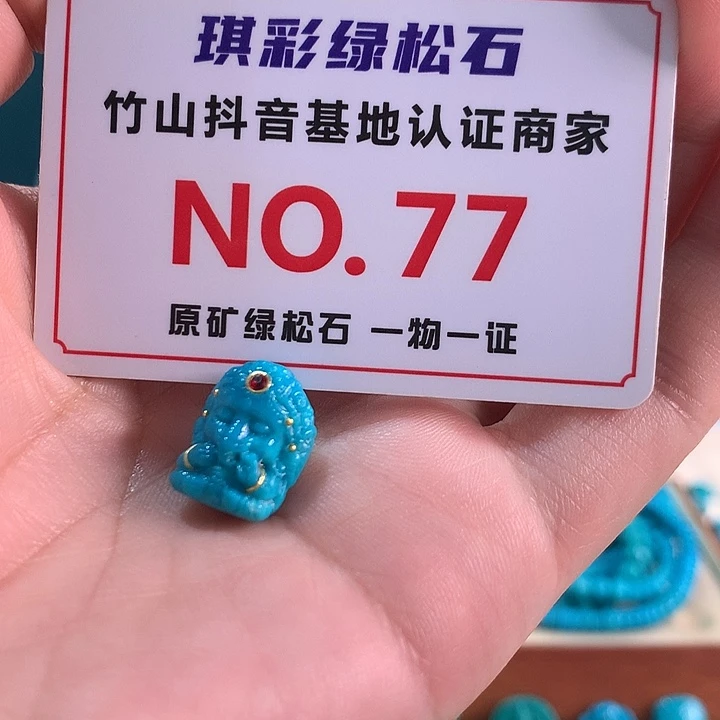 琪彩绿松石
竹山抖音基地认证商家
NO.77
原矿绿松石 一物一证